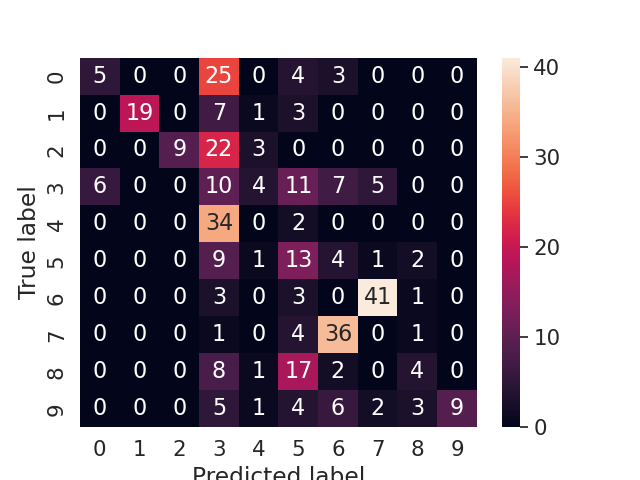 0 5 0 0 25 0 4 3 0 0 0
1 0 19 0 7 1 3 0 0 0 0
2 0 0 9 22 3 0 0 0 0 0
3 6 0 0 10 4 11 7 5 0 0
4 0 0 0 34 0 2 0 0 0 0
5 0 0 0 9 1 13 4 1 2 0
6 0 0 0 3 0 3 0 41 1 0
7 0 0 0 1 0 4 36 0 1 0
8 0 0 0 8 1 17 2 0 4 0
9 0 0 0 5 1 4 6 2 3 9
0 1 2 3 4 5 6 7 8 9
True label
Predicted label
40
30
20
10
0